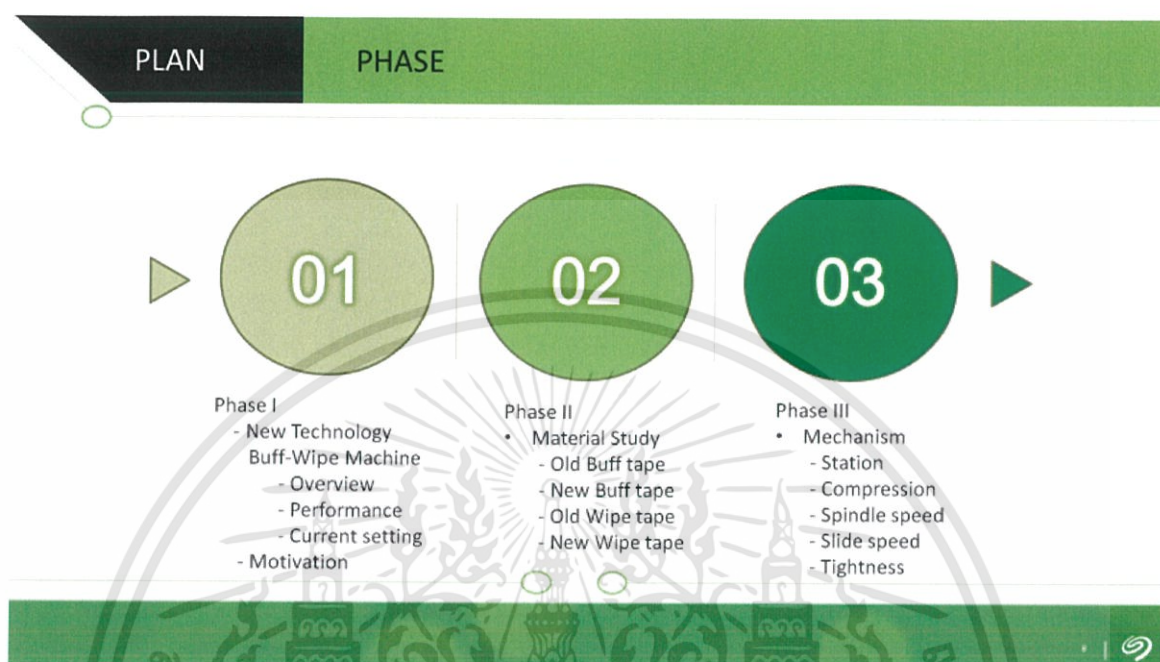 PLAN PHASE
01 02 03
Phase I
- New Technology
Buff-Wipe Machine
- Overview
- Performance
- Current setting
- Motivation
Phase II
• Material Study
- Old Buff tape
- New Buff tape
- Old Wipe tape
- New Wipe tape
Phase III
• Mechanism
- Station
- Compression
- Spindle speed
- Slide speed
- Tightness